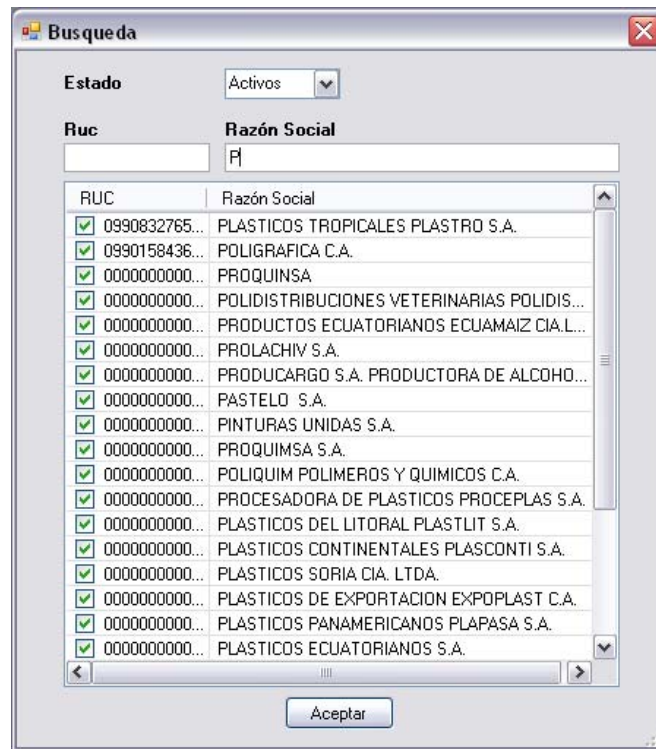 Busqueda
Estado Activos
Ruc Razón Social
P
RUC Razón Social
0990832765... PLASTICOS TROPICALES PLASTRO S.A.
0990158436... POLIGRAFICA C.A.
0000000000... PROQUINSA
0000000000... POLIDISTRIBUCIONES VETERINARIAS POLIDIS...
0000000000... PRODUCTOS ECUATORIANOS ECUAMAIZ CIA.L...
0000000000... PROLACHIV S.A.
0000000000... PRODUCARGO S.A. PRODUCTORA DE ALCOHO...
0000000000... PASTELO S.A.
0000000000... PINTURAS UNIDAS S.A.
0000000000... PROQUIMSA S.A.
0000000000... POLIQUIM POLIMEROS Y QUIMICOS C.A.
0000000000... PROCESADORA DE PLASTICOS PROCEPLAS S.A.
0000000000... PLASTICOS DEL LITORAL PLASTLIT S.A.
0000000000... PLASTICOS CONTINENTALES PLASCONTI S.A.
0000000000... PLASTICOS SORIA CIA. LTDA.
0000000000... PLASTICOS DE EXPORTACION EXPOPLAST C.A.
0000000000... PLASTICOS PANAMERICANOS PLAPASA S.A.
0000000000... PLASTICOS ECUATORIANOS S.A.
Aceptar